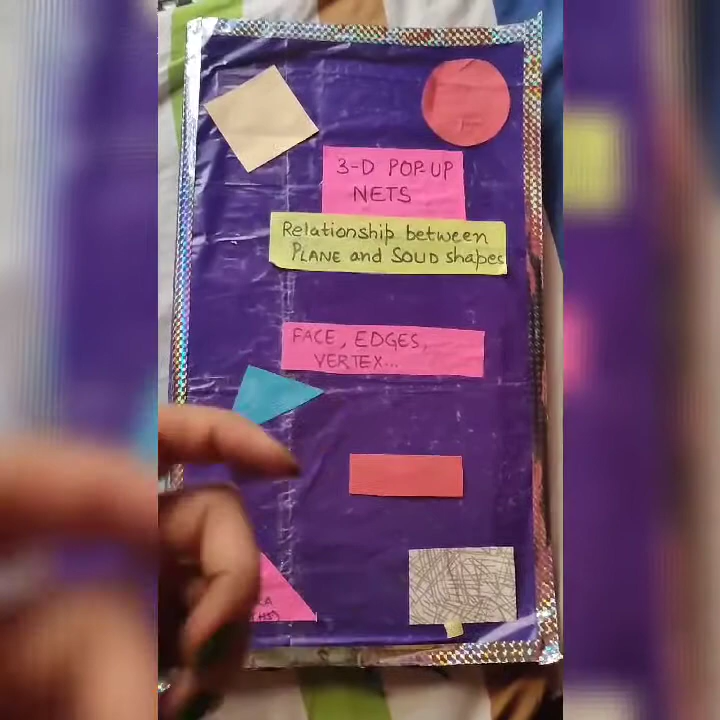 3-D POP-UP
NETS
Relationship between
PLANE and SOLID shapes
FACE, EDGES,
VERTEX...